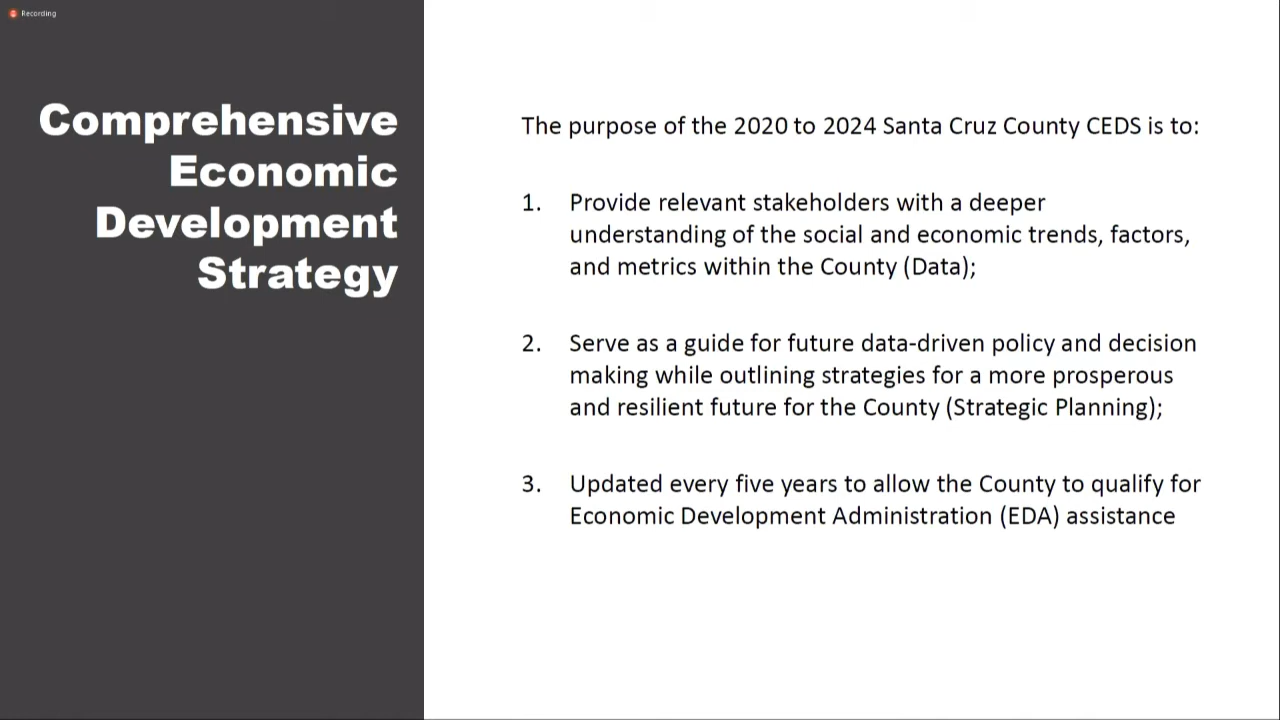 Recording
Comprehensive
Economic
Development
Strategy
The purpose of the 2020 to 2024 Santa Cruz County CEDS is to:
1. Provide relevant stakeholders with a deeper
understanding of the social and economic trends, factors,
and metrics within the County (Data);
2. Serve as a guide for future data-driven policy and decision
making while outlining strategies for a more prosperous
and resilient future for the County (Strategic Planning);
3. Updated every five years to allow the County to qualify for
Economic Development Administration (EDA) assistance